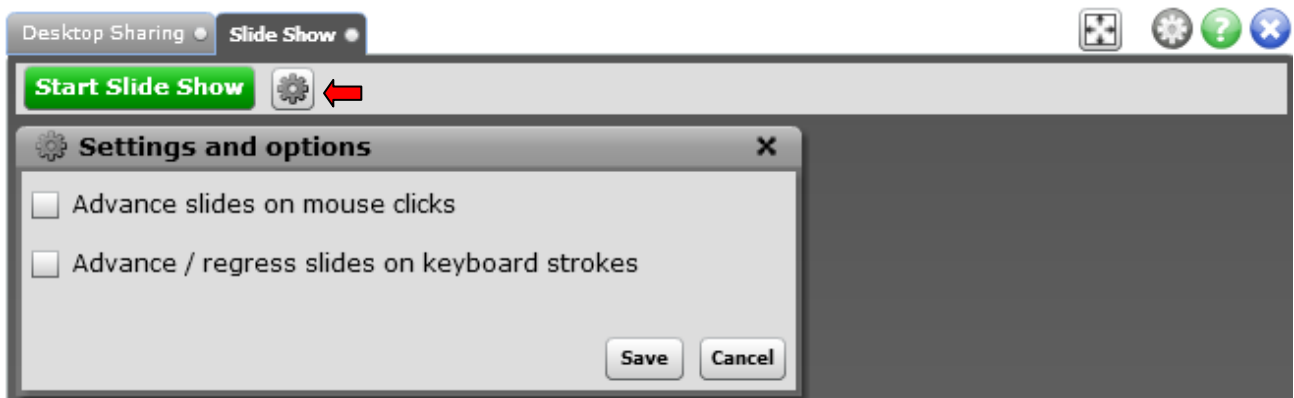 Desktop Sharing
Slide Show
Start Slide Show
Settings and options
Advance slides on mouse clicks
Advance / regress slides on keyboard strokes
Save
Cancel